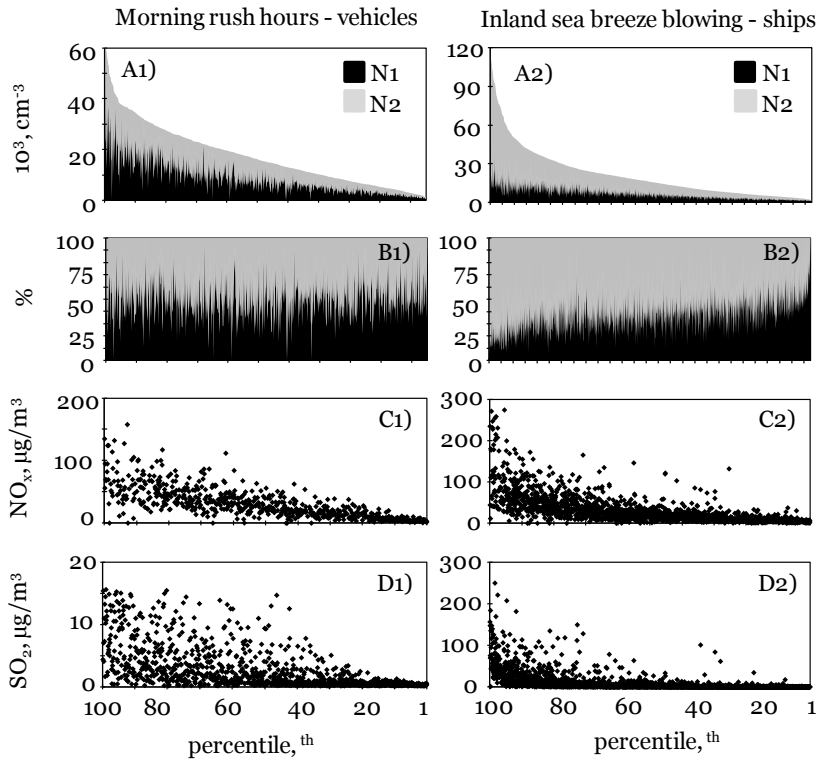 Morning rush hours - vehicles
Inland sea breeze blowing - ships
10³, cm⁻³
60
40
20
0
A1)
N1
N2
120
90
60
30
0
A2)
N1
N2
%
100
75
50
25
0
B1)
100
75
50
25
0
B2)
NOₓ, µg/m³
200
100
0
C1)
300
200
100
0
C2)
SO₂, µg/m³
20
10
0
D1)
300
200
100
0
D2)
100 80 60 40 20 1
percentile, ᵗʰ
100 80 60 40 20 1
percentile, ᵗʰ